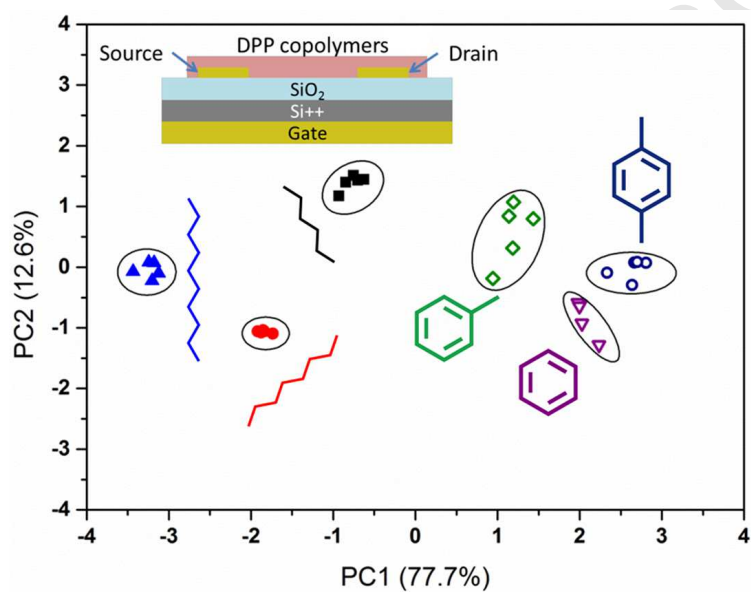 Source
DPP copolymers
Drain
SiO₂
Si++
Gate
PC2 (12.6%)
4
3
2
1
0
-1
-2
-3
-4
-4 -3 -2 -1 0 1 2 3 4
PC1 (77.7%)